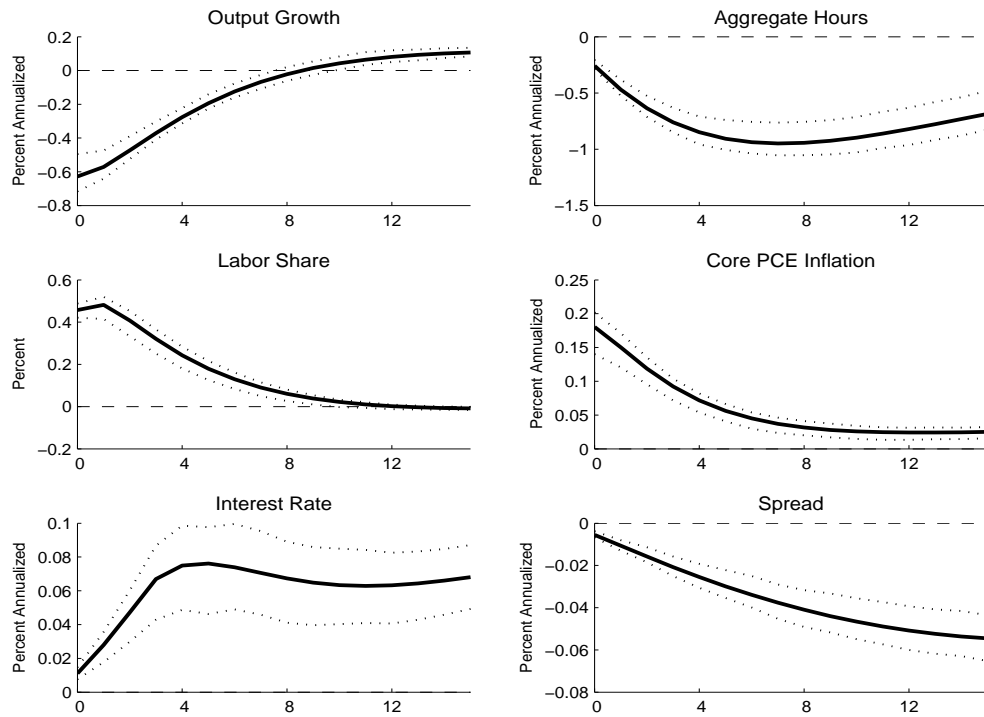 Output Growth
Percent Annualized
0.2
0
−0.2
−0.4
−0.6
−0.8
0 4 8 12
Aggregate Hours
Percent Annualized
0
−0.5
−1
−1.5
0 4 8 12
Labor Share
Percent
0.6
0.4
0.2
0
−0.2
0 4 8 12
Core PCE Inflation
Percent Annualized
0.25
0.2
0.15
0.1
0.05
0
0 4 8 12
Interest Rate
Percent
0.1
0.08
0.06
0.04
0.02
0
0 4 8 12
Spread
Percent Annualized
0
−0.02
−0.04
−0.06
−0.08
0 4 8 12